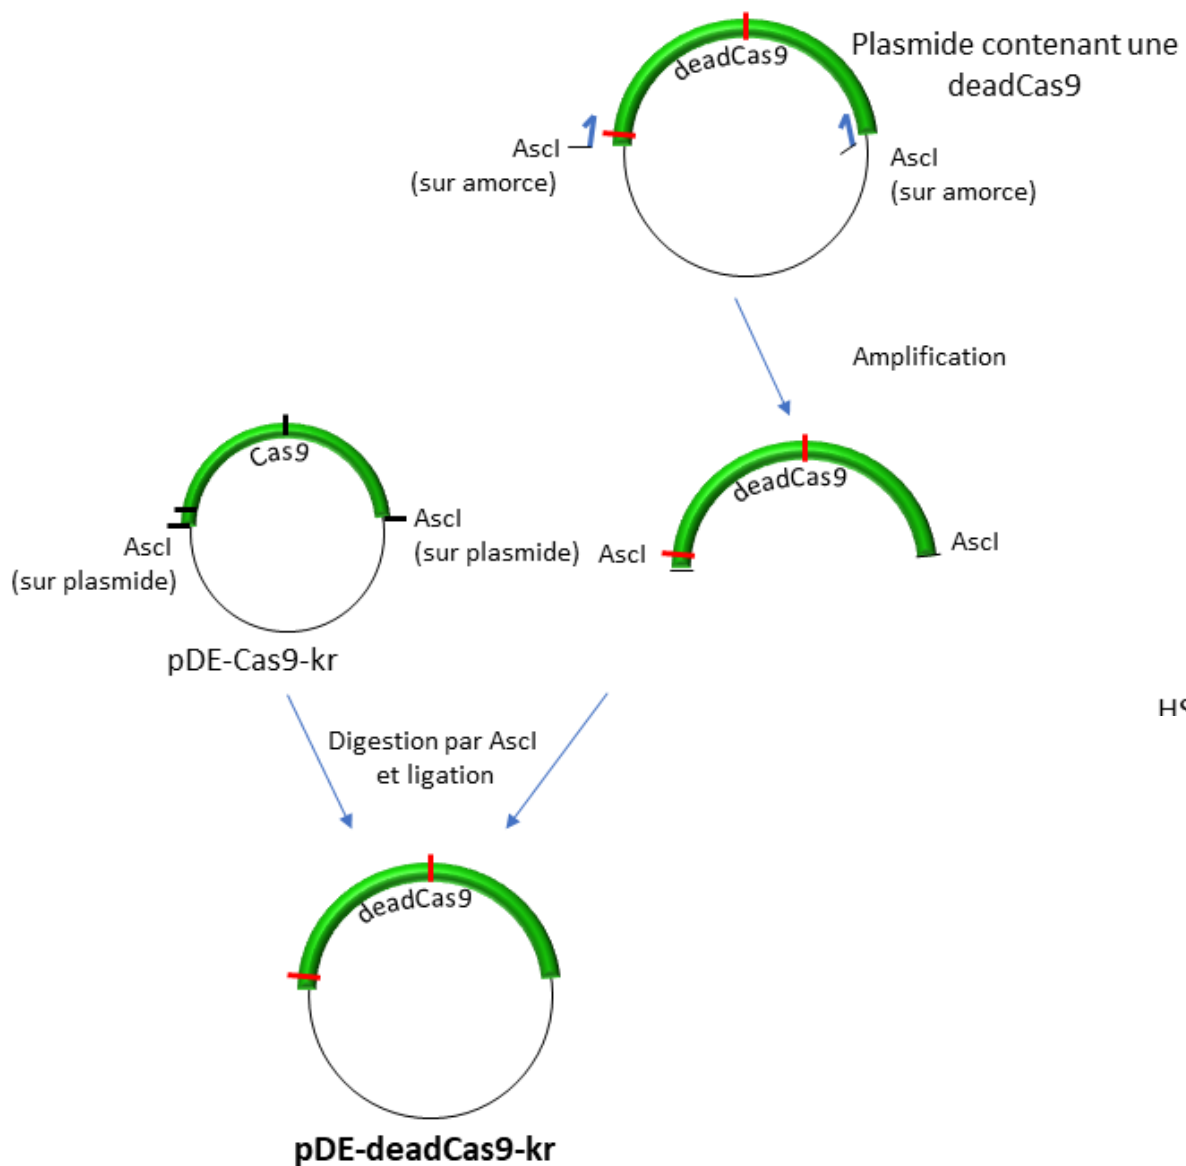 deadCas9
Plasmide contenant une
deadCas9
AscI
(sur amorce)
AscI
(sur amorce)
Amplification
Cas9
AscI
(sur plasmide)
AscI
(sur plasmide)
deadCas9
AscI
AscI
pDE-Cas9-kr
Digestion par AscI
et ligation
deadCas9
pDE-deadCas9-kr